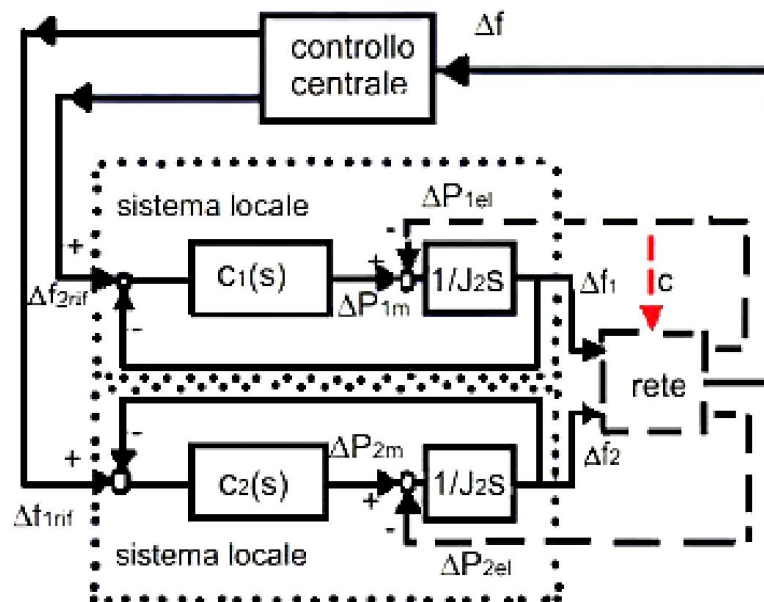 Δf
controllo
centrale
sistema locale
ΔP1el
-
+
+
C1(s)
1/J2S
Δf1
c
Δf2rif
ΔP1m
-
rete
-
ΔP2m
Δf2
+
C2(s)
+
1/J2S
Δf1rif
-
sistema locale
ΔP2el